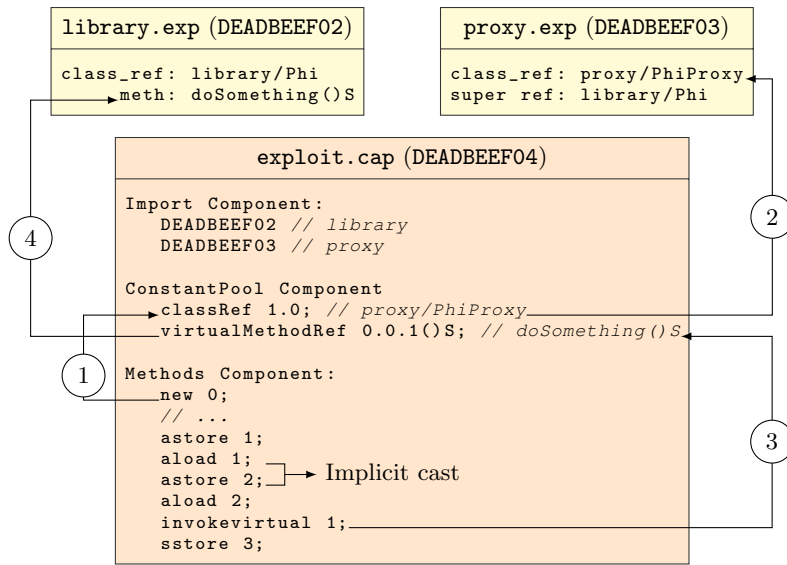 library.exp (DEADBEEF02)
class_ref: library/Phi
meth: doSomething()S
proxy.exp (DEADBEEF03)
class_ref: proxy/PhiProxy
super ref: library/Phi
exploit.cap (DEADBEEF04)
Import Component:
DEADBEEF02 // library
DEADBEEF03 // proxy
ConstantPool Component
classRef 1.0; // proxy/PhiProxy
virtualMethodRef 0.0.1()S; // doSomething()S
Methods Component:
new 0;
// ...
astore 1;
aload 1;
astore 2;
Implicit cast
aload 2;
invokevirtual 1;
sstore 3;
4
1
2
3